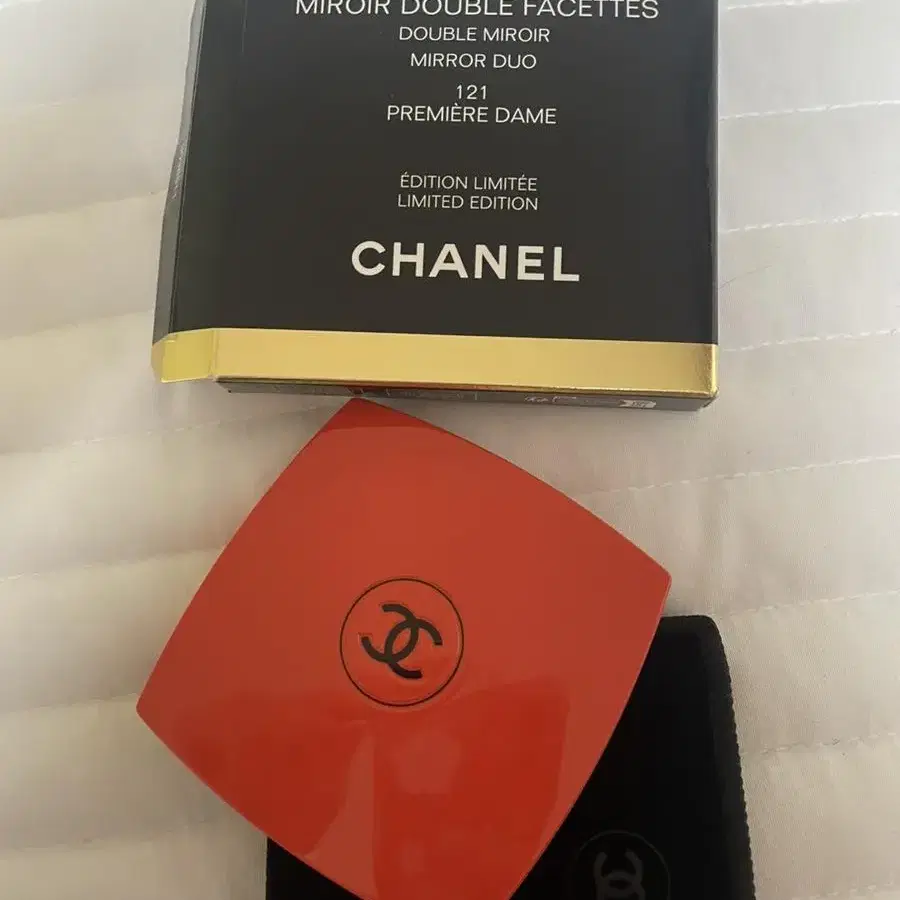 MIROIR DOUBLE FACETTES
DOUBLE MIROIR
MIRROR DUO
121
PREMIÈRE DAME
ÉDITION LIMITÉE
LIMITED EDITION
CHANEL